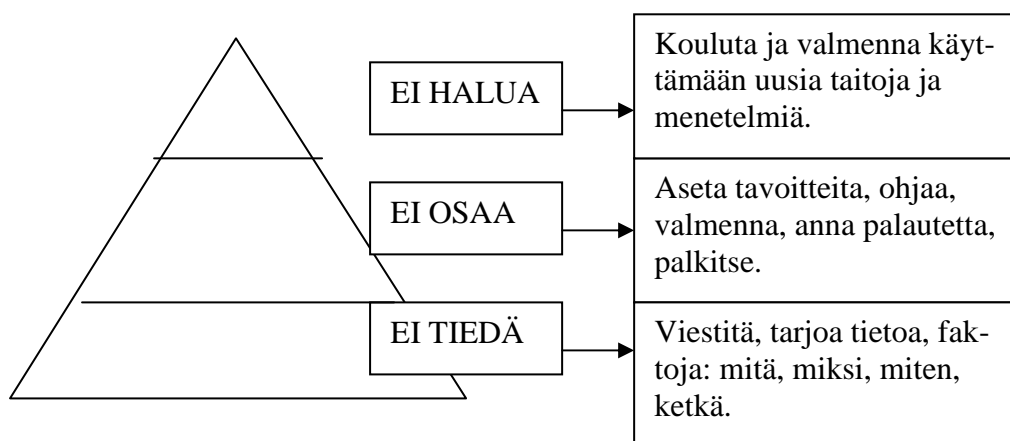 EI HALUA
Kouluta ja valmenna käyt-
tämään uusia taitoja ja
menetelmiä.
EI OSAA
Aseta tavoitteita, ohjaa,
valmenna, anna palautetta,
palkitse.
EI TIEDÄ
Viestitä, tarjoa tietoa, fak-
toja: mitä, miksi, miten,
ketkä.